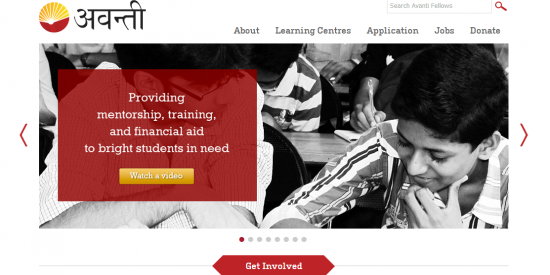 अवन्ती
Search Avanti Fellows
About Learning Centres Application Jobs Donate
Providing
mentorship, training,
and financial aid
to bright students in need
Watch a video
Get Involved